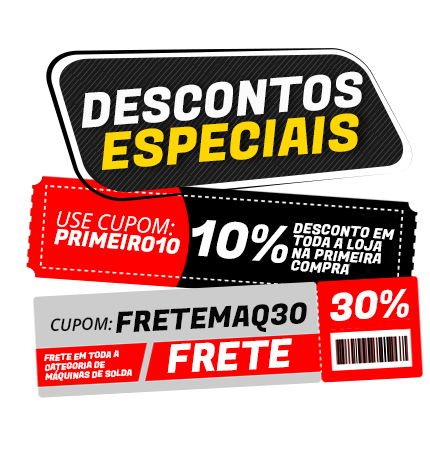 DESCONTOS
ESPECIAIS
USE CUPOM:
PRIMEIRO10
10%
DESCONTO EM
TODA A LOJA
NA PRIMEIRA
COMPRA
CUPOM: FRETEMAQ30
30%
FRETE EM TODA A
CATEGORIA DE
MÁQUINAS DE SOLDA
FRETE